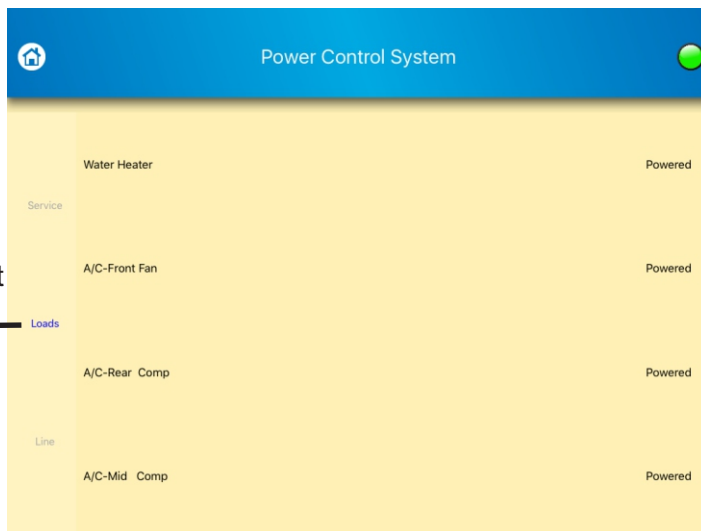 Power Control System
Water Heater Powered
Service
A/C-Front Fan Powered
t
Loads
A/C-Rear Comp Powered
Line
A/C-Mid Comp Powered